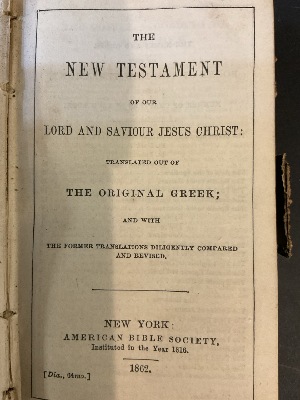 THE
NEW TESTAMENT
OF OUR
LORD AND SAVIOUR JESUS CHRIST:
TRANSLATED OUT OF
THE ORIGINAL GREEK;
AND WITH
THE FORMER TRANSLATIONS DILIGENTLY COMPARED
AND REVISED.
NEW YORK:
AMERICAN BIBLE SOCIETY,
Instituted in the Year 1816.
1862.
[Dia., 64mo.]